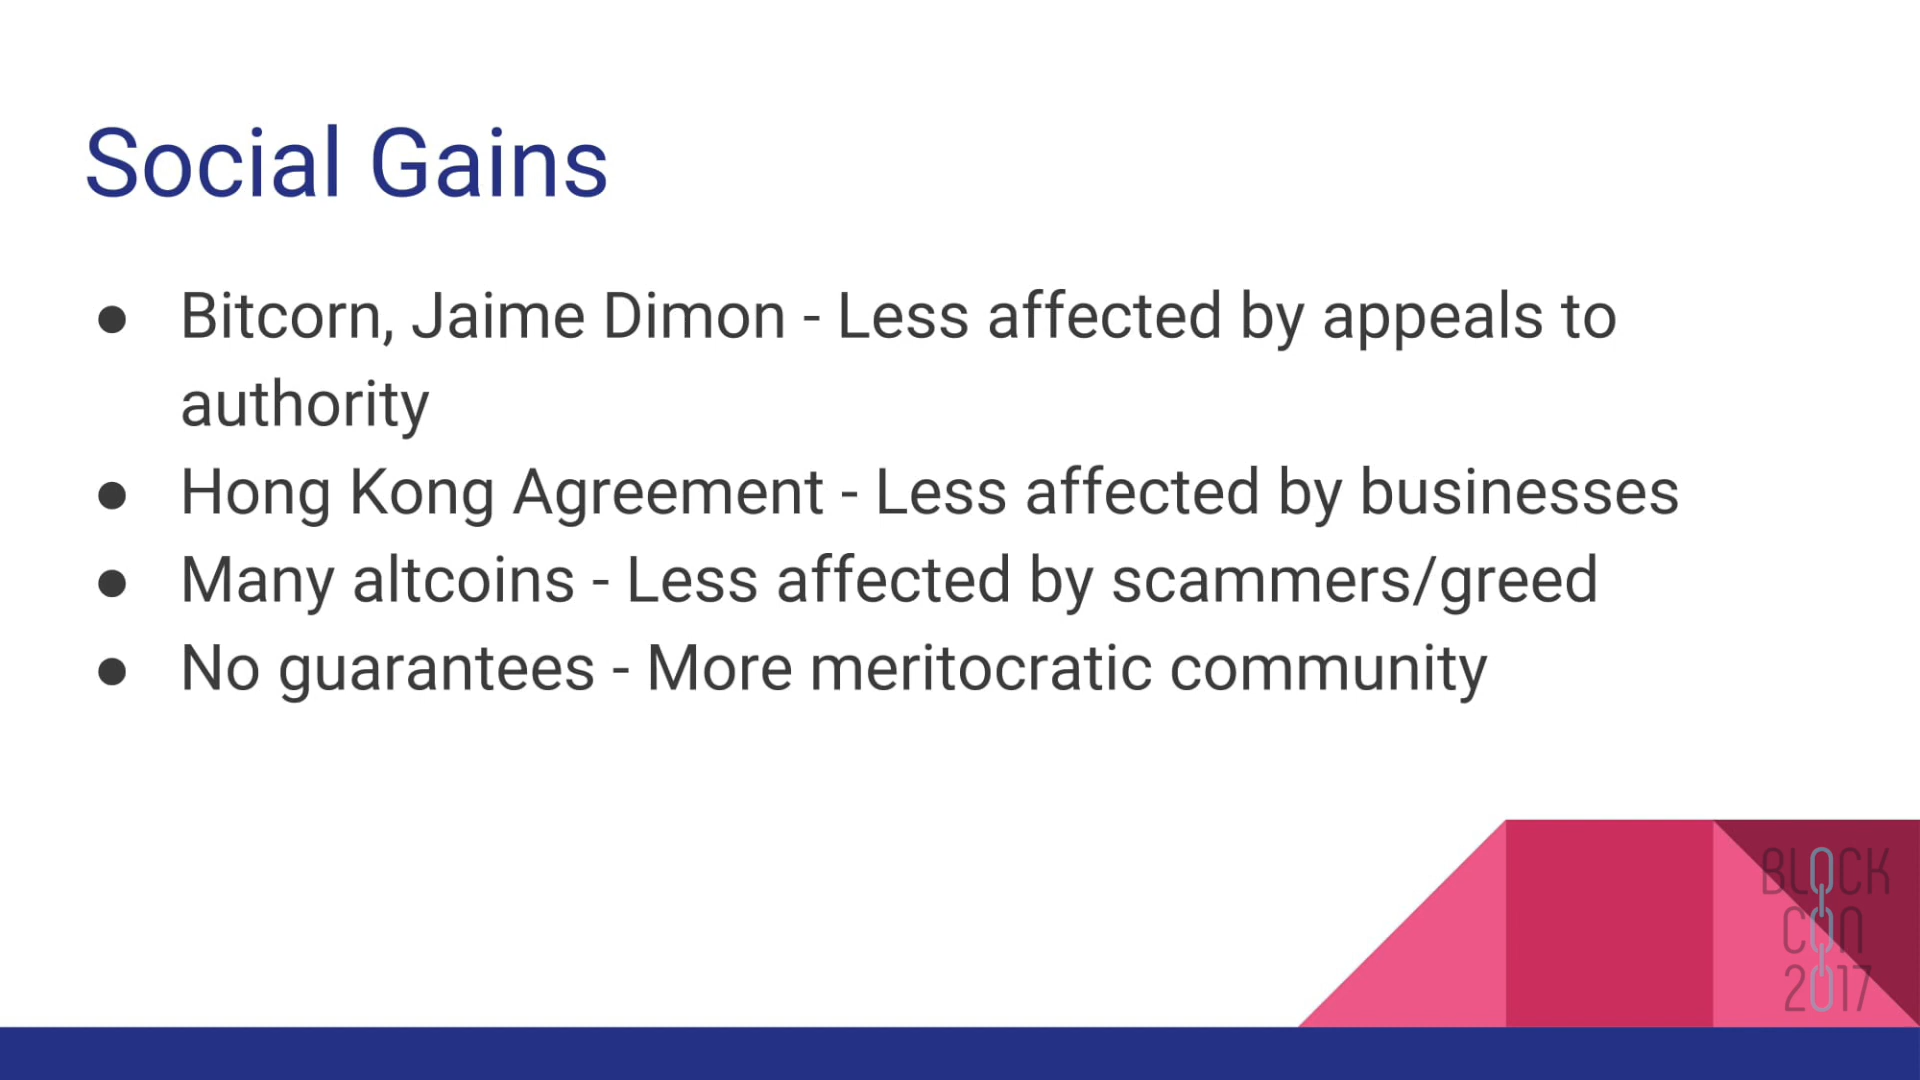 Social Gains
● Bitcorn, Jaime Dimon - Less affected by appeals to
authority
● Hong Kong Agreement - Less affected by businesses
● Many altcoins - Less affected by scammers/greed
● No guarantees - More meritocratic community
BLOCK
CON
2017